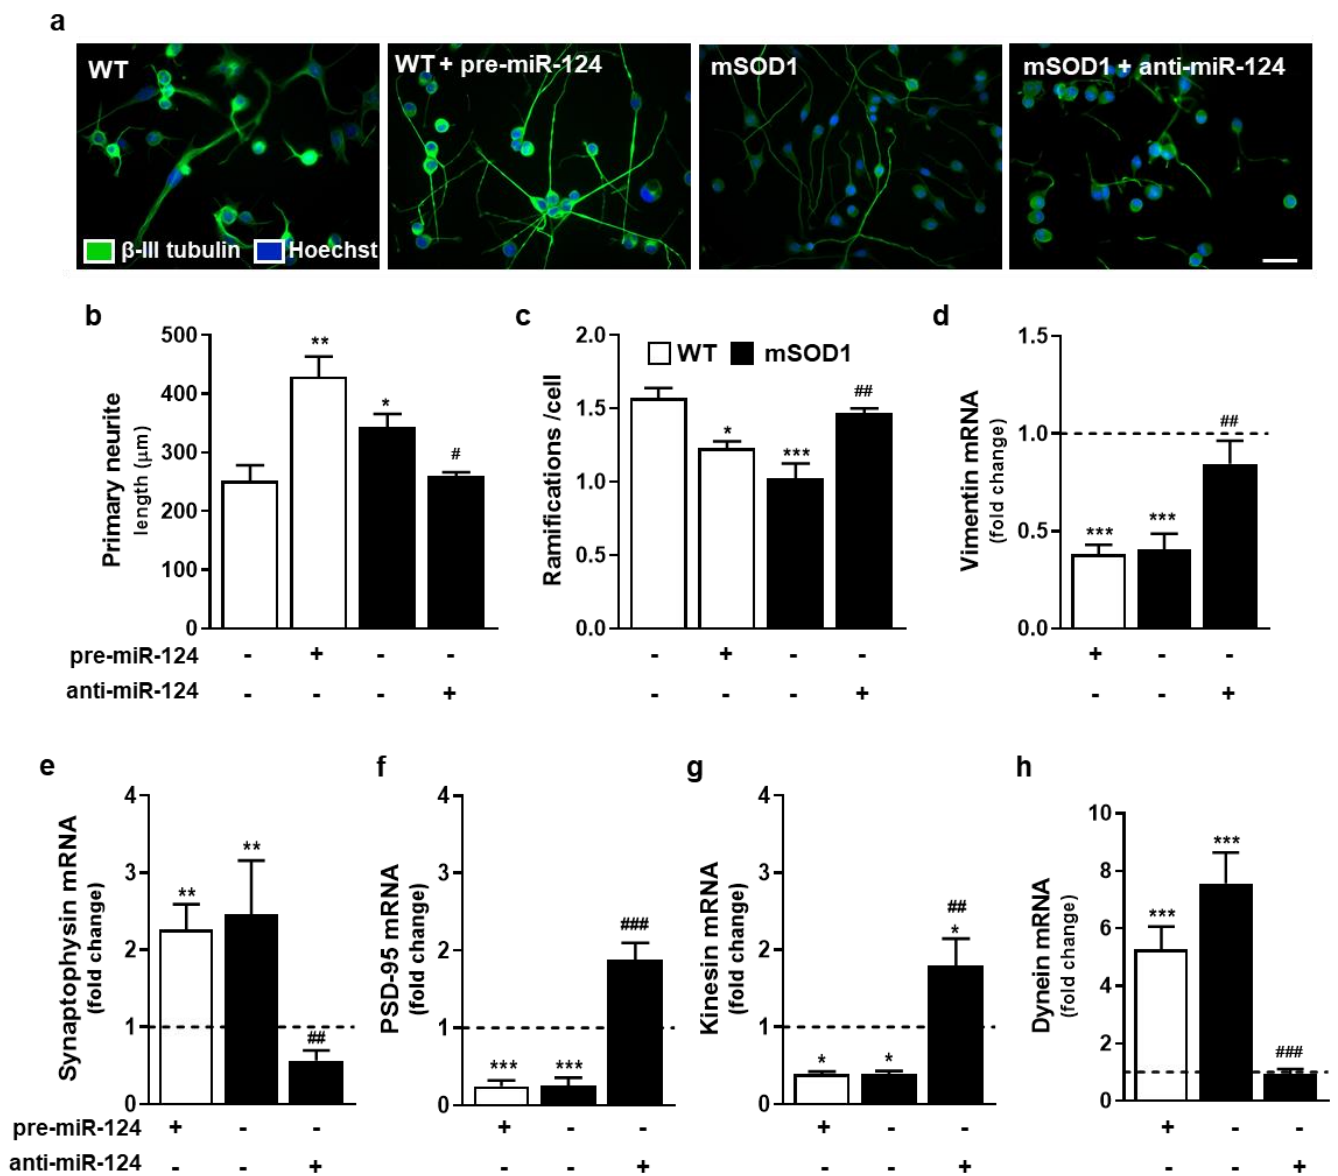 a
WT
WT + pre-miR-124
mSOD1
mSOD1 + anti-miR-124
β-III tubulin
Hoechst
b
Primary neurite
length (μm)
500
400
300
200
100
0
**
*
#
pre-miR-124 - + - -
anti-miR-124 - - - +
c
Ramifications /cell
2.0
1.5
1.0
0.5
0.0
WT
mSOD1
*
***
##
- + - -
- - - +
d
Vimentin mRNA
(fold change)
1.5
1.0
0.5
0.0
***
***
##
+ - -
- - +
e
Synaptophysin mRNA
(fold change)
4
3
2
1
0
**
**
##
pre-miR-124 + - -
anti-miR-124 - - +
f
PSD-95 mRNA
(fold change)
4
3
2
1
0
***
***
###
+ - -
- - +
g
Kinesin mRNA
(fold change)
4
3
2
1
0
*
*
##
*
+ - -
- - +
h
Dynein mRNA
(fold change)
10
8
6
4
2
0
***
***
###
+ - -
- - +